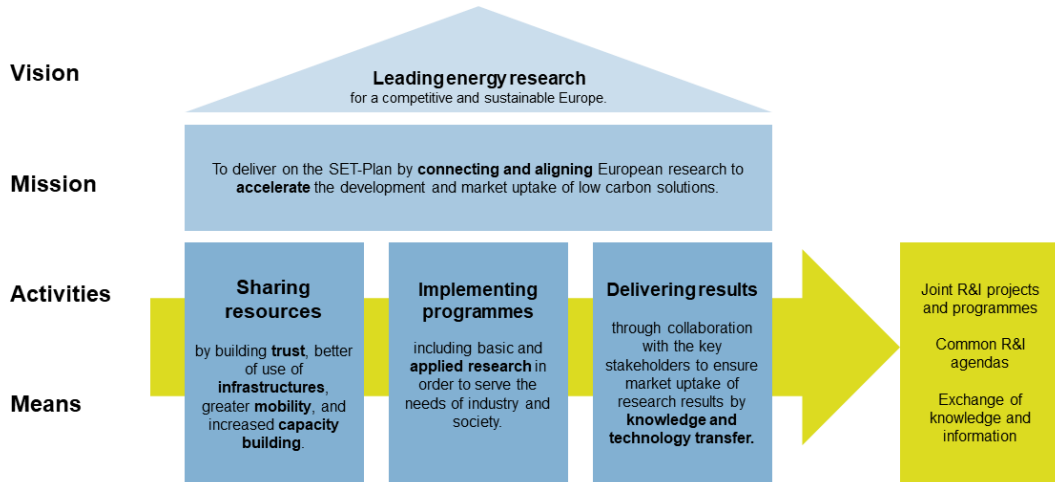 Vision
Leading energy research
for a competitive and sustainable Europe.
Mission
To deliver on the SET-Plan by connecting and aligning European research to
accelerate the development and market uptake of low carbon solutions.
Activities
Means
Sharing
resources
by building trust, better
of use of
infrastructures,
greater mobility, and
increased capacity
building.
Implementing
programmes
including basic and
applied research in
order to serve the
needs of industry and
society.
Delivering results
through collaboration
with the key
stakeholders to ensure
market uptake of
research results by
knowledge and
technology transfer.
Joint R&I projects
and programmes
Common R&I
agendas
Exchange of
knowledge and
information